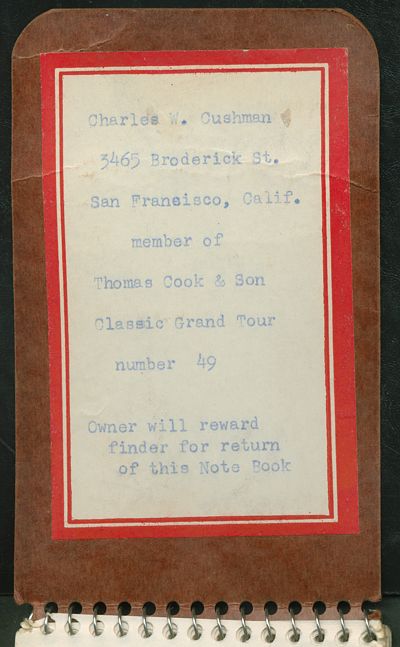 Charles W. Cushman
3465 Broderick St.
San Francisco, Calif.
member of
Thomas Cook & Son
Classic Grand Tour
number 49
Owner will reward
finder for return
of this Note Book